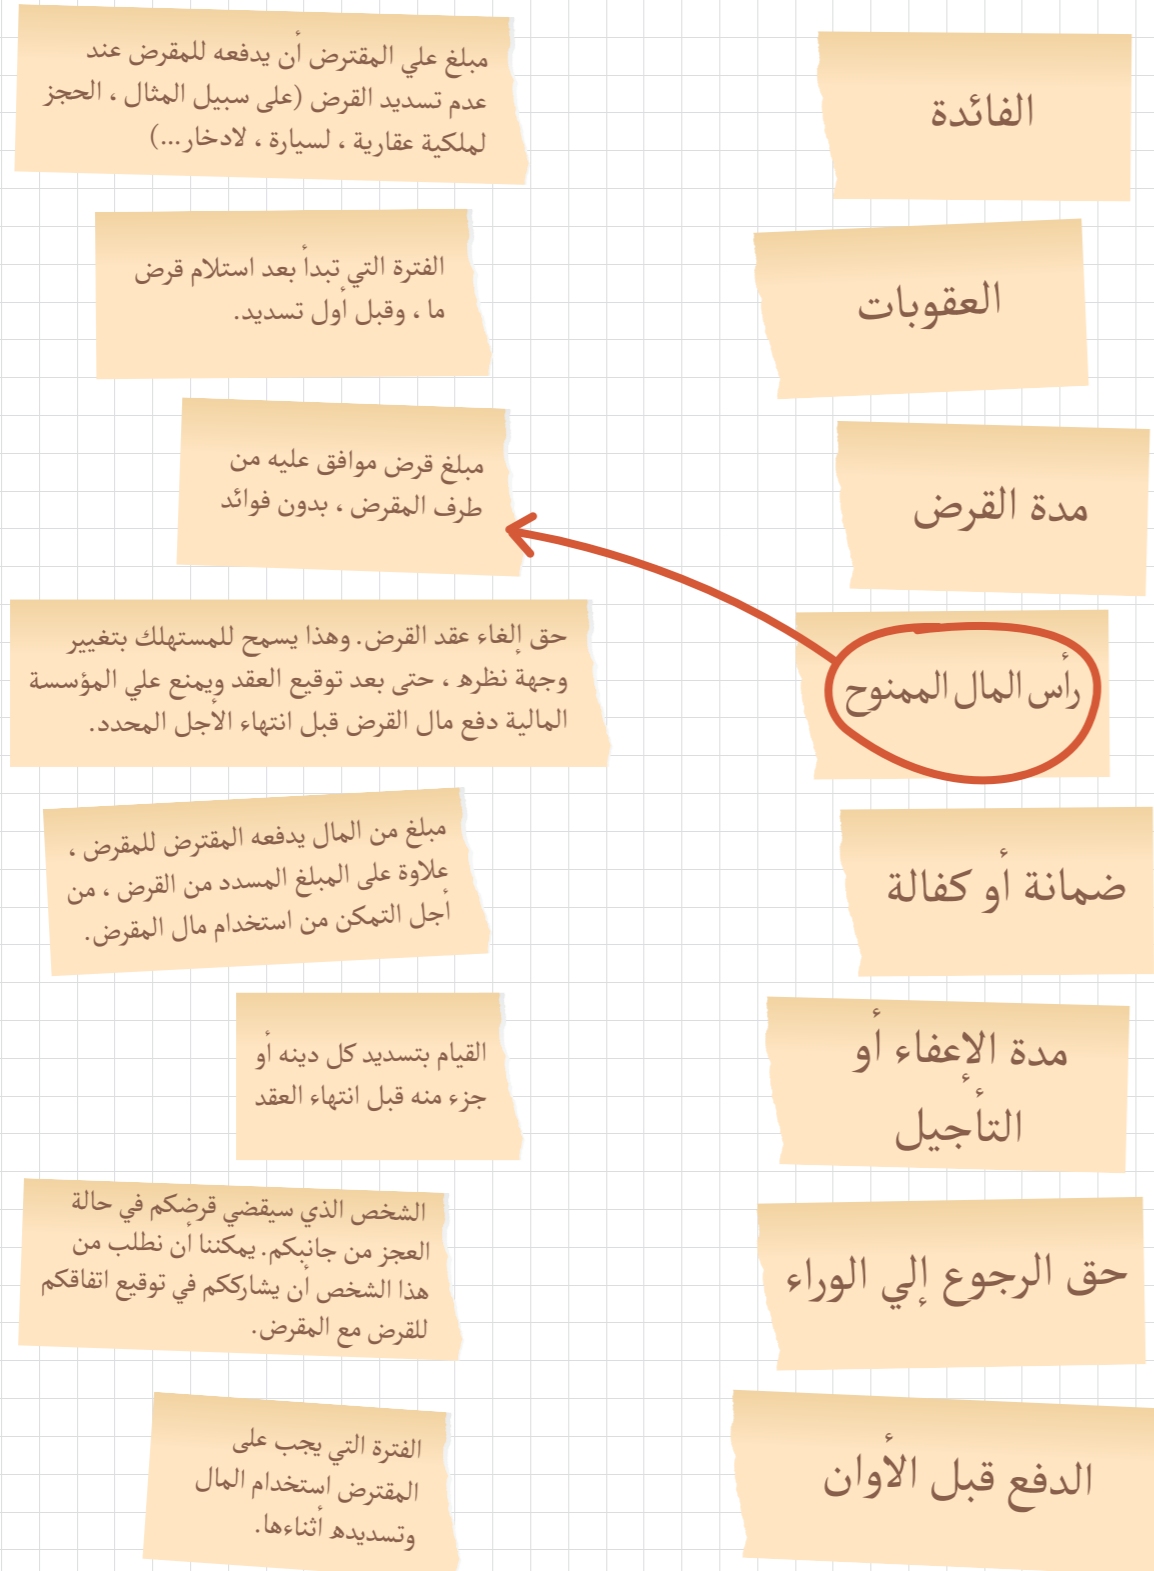 الفائدة
مبلغ علي المقترض أن يدفعه للمقرض عند
عدم تسديد القرض (على سبيل المثال ، الحجز
لملكية عقارية ، لسيارة ، لادخار...)
العقوبات
الفترة التي تبدأ بعد استلام قرض
ما ، وقبل أول تسديد.
مدة القرض
مبلغ قرض موافق عليه من
طرف المقرض ، بدون فوائد
رأس المال الممنوح
حق إلغاء عقد القرض. وهذا يسمح للمستهلك بتغيير
وجهة نظره ، حتى بعد توقيع العقد ويمنع علي المؤسسة
المالية دفع مال القرض قبل انتهاء الأجل المحدد.
ضمانة أو كفالة
مبلغ من المال يدفعه المقترض للمقرض ،
علاوة على المبلغ المسدد من القرض ، من
أجل التمكن من استخدام مال المقرض.
مدة الإعفاء أو
التأجيل
القيام بتسديد كل دينه أو
جزء منه قبل انتهاء العقد
حق الرجوع إلي الوراء
الشخص الذي سيقضي قرضكم في حالة
العجز من جانبكم. يمكننا أن نطلب من
هذا الشخص أن يشارككم في توقيع اتفاقكم
للقرض مع المقرض.
الدفع قبل الأوان
الفترة التي يجب على
المقترض استخدام المال
وتسديده أثناءها.